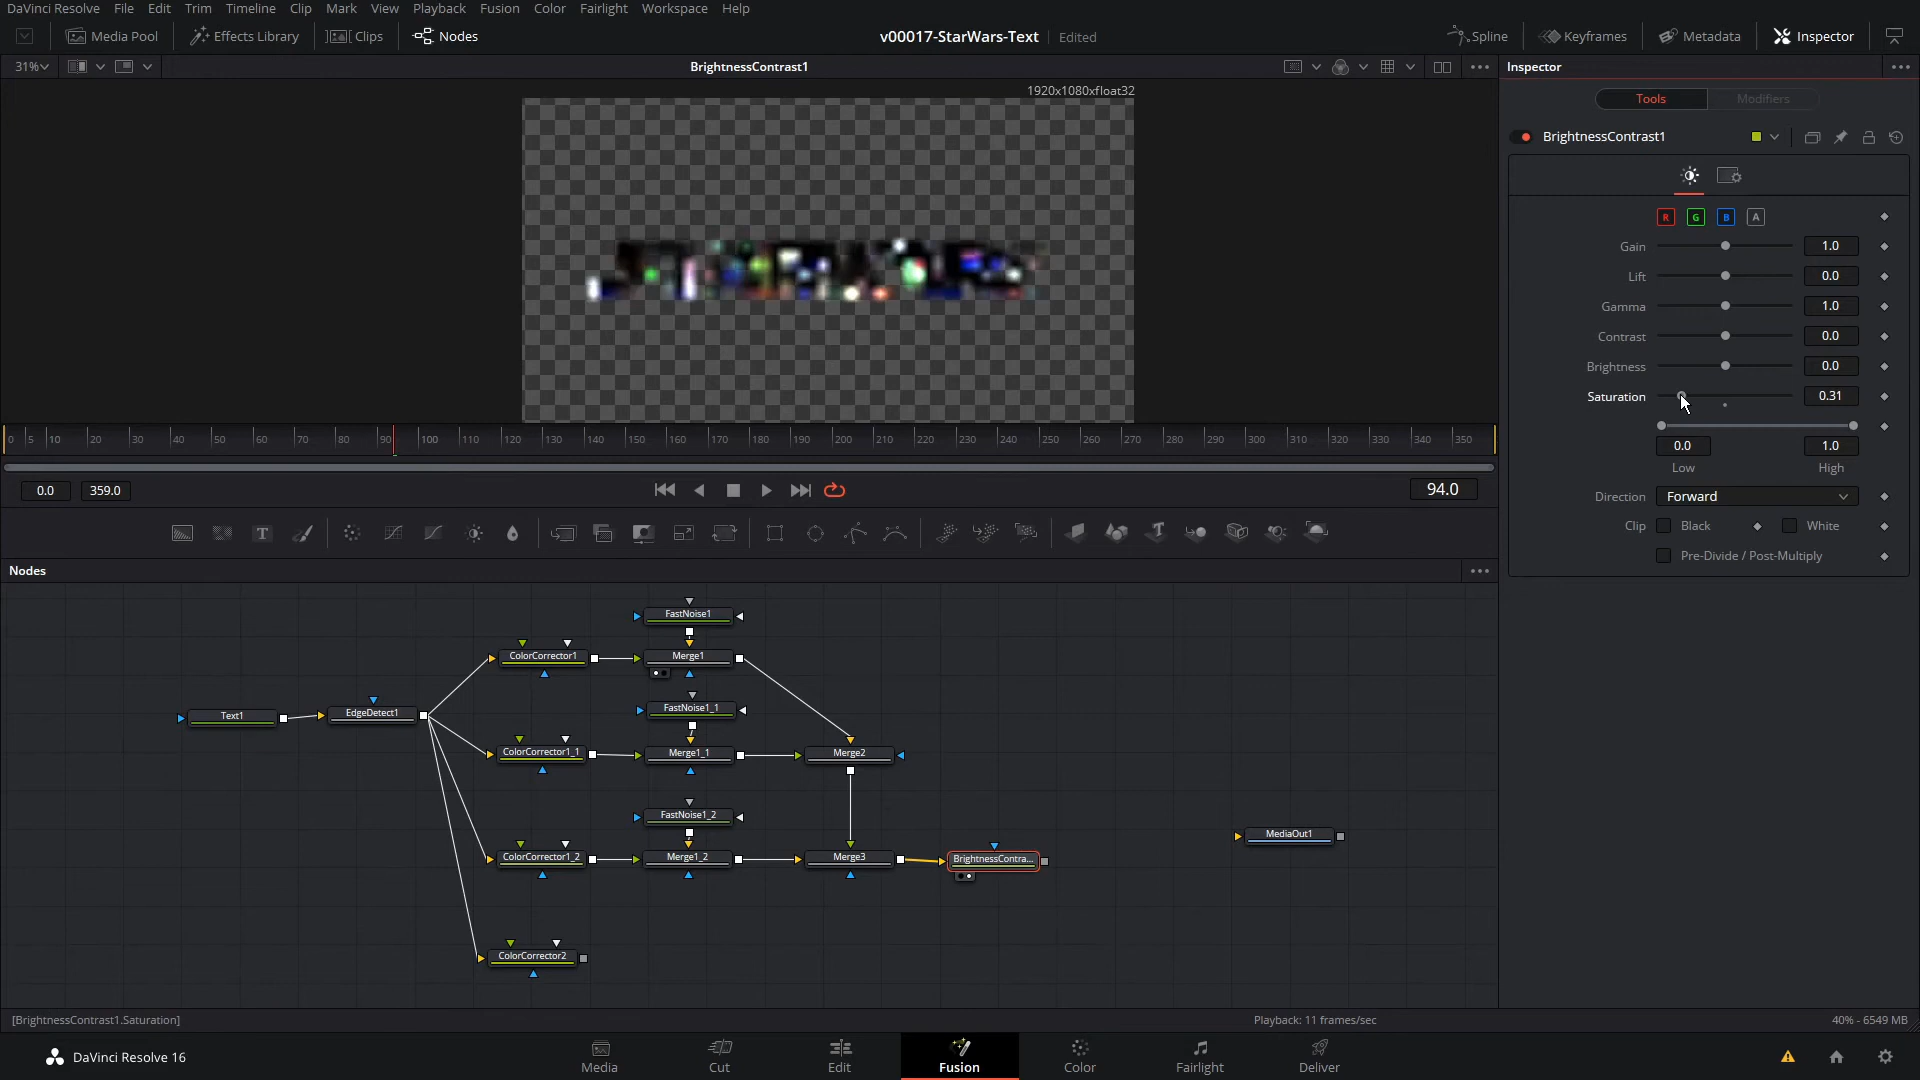 DaVinci Resolve File Edit Trim Timeline Clip Mark View Playback Fusion Color Fairlight Workspace Help
Media Pool Effects Library Clips Nodes v00017-StarWars-Text Edited Spline Keyframes Metadata Inspector
31% BrightnessContrast1 Inspector
1920x1080xfloat32
Tools Modifiers
BrightnessContrast1
R G B A
Gain 1.0
Lift 0.0
Gamma 1.0
Contrast 0.0
Brightness 0.0
Saturation 0.31
0.0 1.0
Low High
Direction Forward
Clip Black White
Pre-Divide / Post-Multiply
0 5 10 20 30 40 50 60 70 80 90 100 110 120 130 140 150 160 170 180 190 200 210 220 230 240 250 260 270 280 290 300 310 320 330 340 350
0.0 359.0 94.0
T T
Nodes
FastNoise1
ColorCorrector1 Merge1
FastNoise1_1
Text1 EdgeDetect1
ColorCorrector1_1 Merge1_1 Merge2
FastNoise1_2
MediaOut1
ColorCorrector1_2 Merge1_2 Merge3 BrightnessContra...
ColorCorrector2
[BrightnessContrast1.Saturation] Playback: 11 frames/sec 40% - 6549 MB
DaVinci Resolve 16 Media Cut Edit Fusion Color Fairlight Deliver